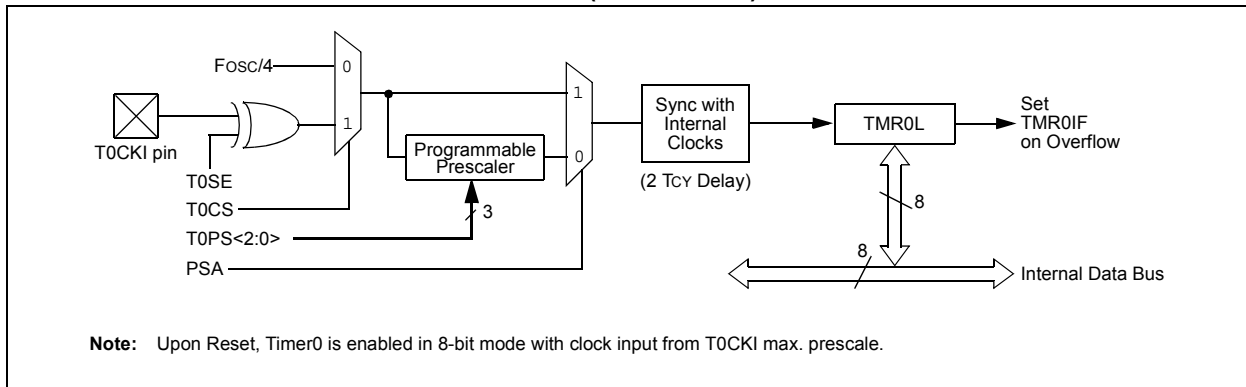 FOSC/4
0
1
T0CKI pin
T0SE
T0CS
T0PS<2:0>
PSA
Programmable
Prescaler
3
1
0
Sync with
Internal
Clocks
(2 TCY Delay)
TMR0L
Set
TMR0IF
on Overflow
8
8
Internal Data Bus
Note: Upon Reset, Timer0 is enabled in 8-bit mode with clock input from T0CKI max. prescale.